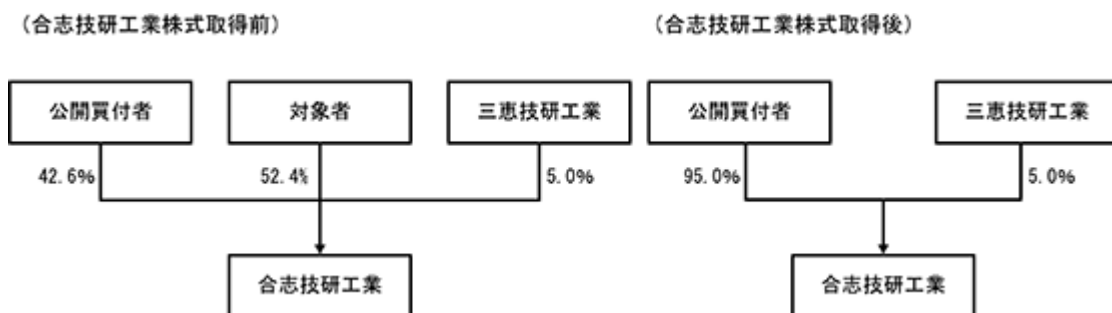 （合志技研工業株式取得前）
公開買付者
対象者
三恵技研工業
42.6%
52.4%
5.0%
合志技研工業
（合志技研工業株式取得後）
公開買付者
三恵技研工業
95.0%
5.0%
合志技研工業